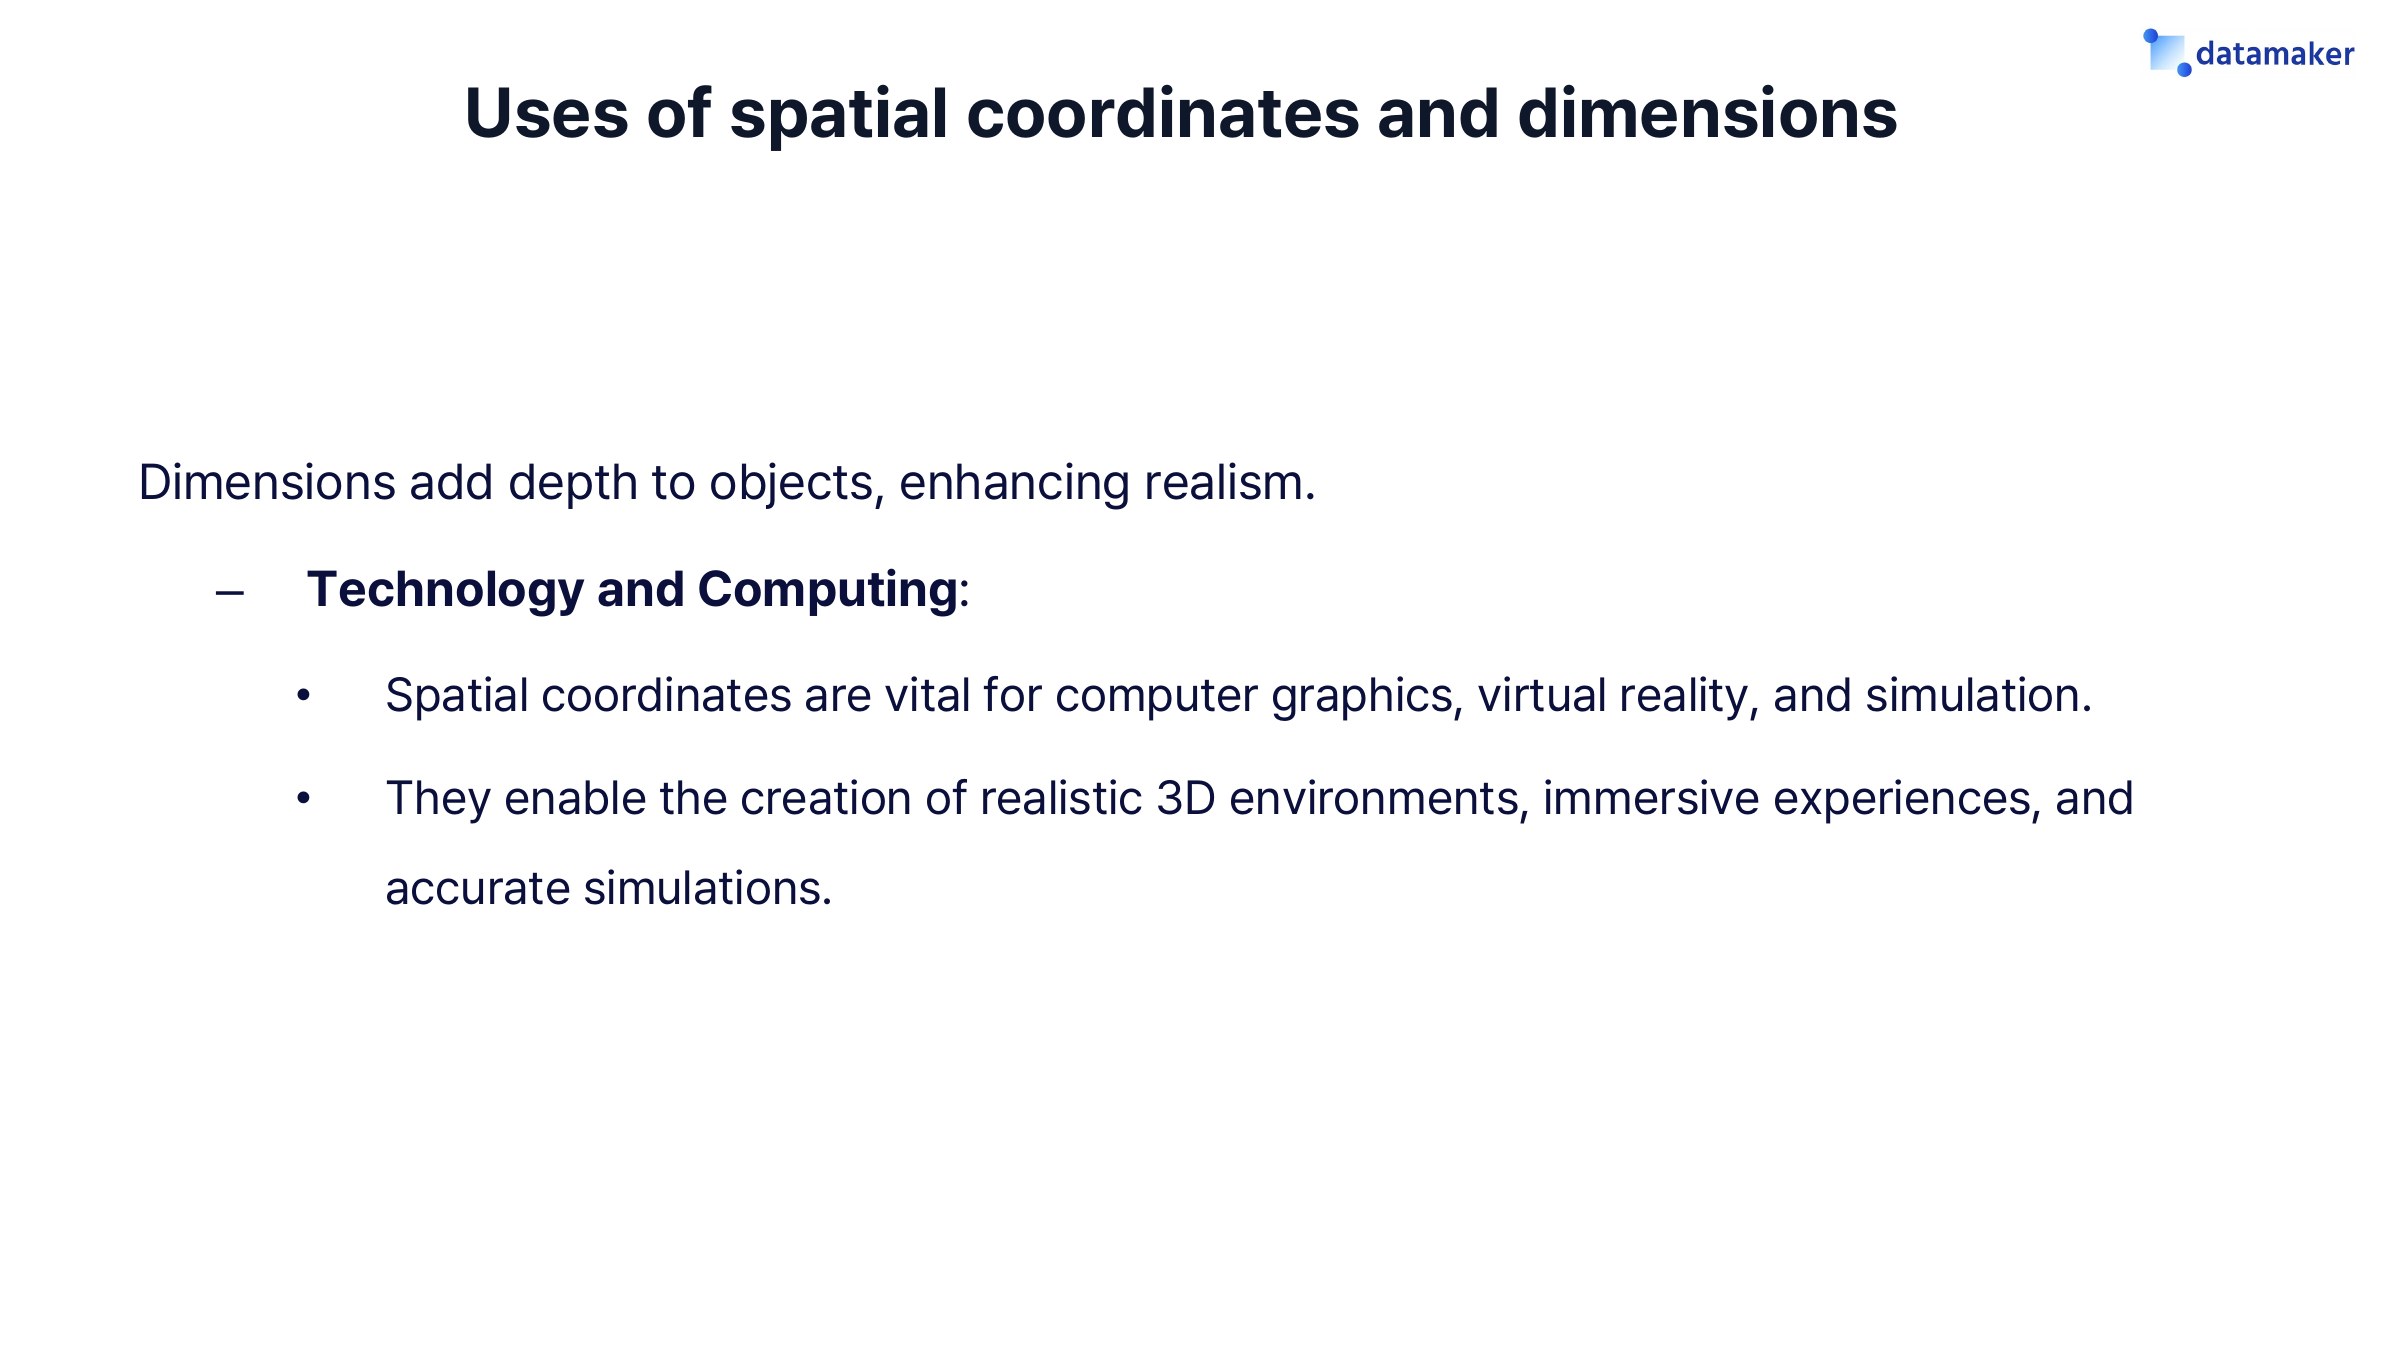 datamaker
Uses of spatial coordinates and dimensions
Dimensions add depth to objects, enhancing realism.
– Technology and Computing:
• Spatial coordinates are vital for computer graphics, virtual reality, and simulation.
• They enable the creation of realistic 3D environments, immersive experiences, and
accurate simulations.